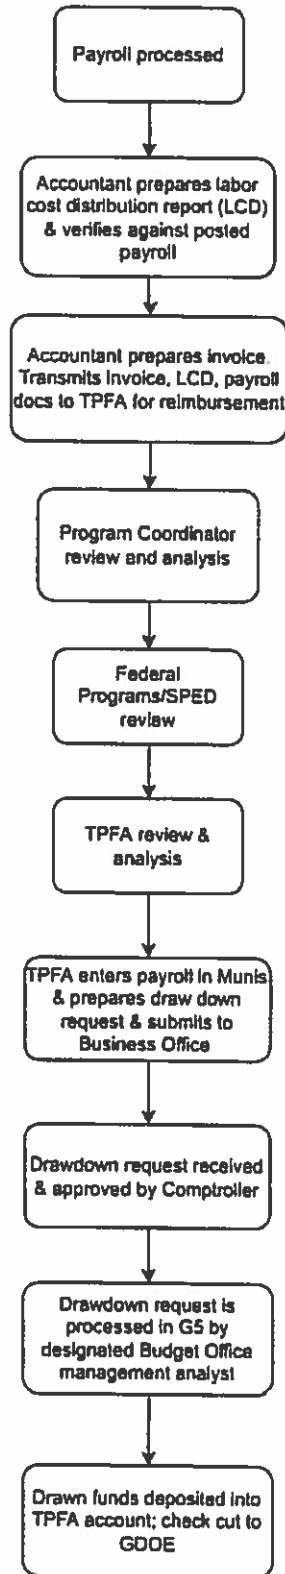 Payroll processed
Accountant prepares labor
cost distribution report (LCD)
& verifies against posted
payroll
Accountant prepares invoice.
Transmits Invoice, LCD, payroll
docs to TPFA for reimbursement
Program Coordinator
review and analysis
Federal
Programs/SPED
review
TPFA review &
analysis
TPFA enters payroll in Munis
& prepares draw down
request & submits to
Business Office
Drawdown request received
& approved by Comptroller
Drawdown request is
processed in G5 by
designated Budget Office
management analyst
Drawn funds deposited into
TPFA account; check cut to
GDOE